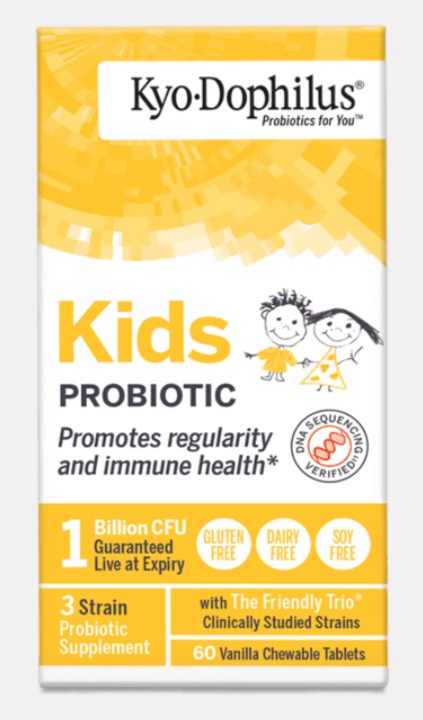 Kyo·Dophilus®
Probiotics for You™
Kids
PROBIOTIC
Promotes regularity
and immune health*
DNA SEQUENCING
VERIFIED††
1 Billion CFU
Guaranteed
Live at Expiry
GLUTEN
FREE
DAIRY
FREE
SOY
FREE
3 Strain
Probiotic
Supplement
with The Friendly Trio®
Clinically Studied Strains
60 Vanilla Chewable Tablets